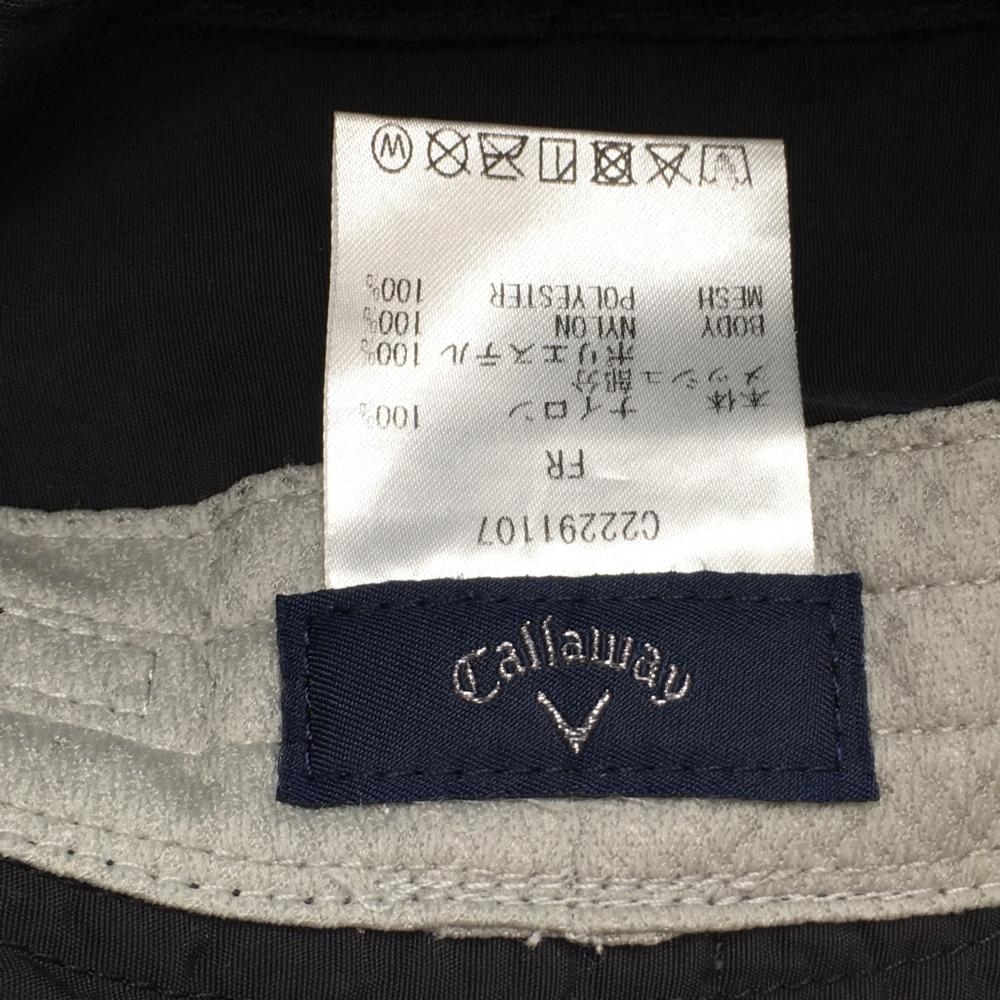 C22291107
FR
本体 ナイロン 100%
メッシュ部分
ポリエステル 100%
BODY NYLON 100%
MESH POLYESTER 100%
W
Callaway